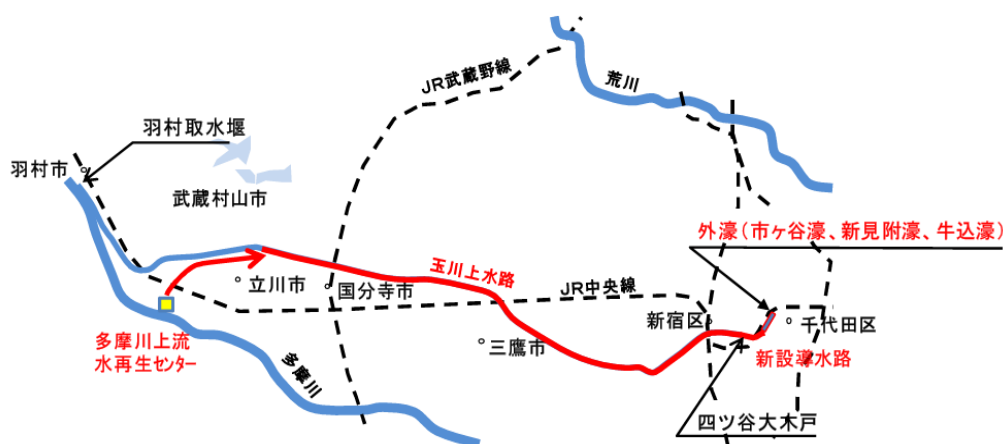 JR武蔵野線
荒川
羽村取水堰
羽村市
武蔵村山市
外濠(市ヶ谷濠、新見附濠、牛込濠)
玉川上水路
立川市
国分寺市
JR中央線
新宿区
千代田区
多摩川上流
水再生センター
三鷹市
新設導水路
多摩川
四ツ谷大木戸